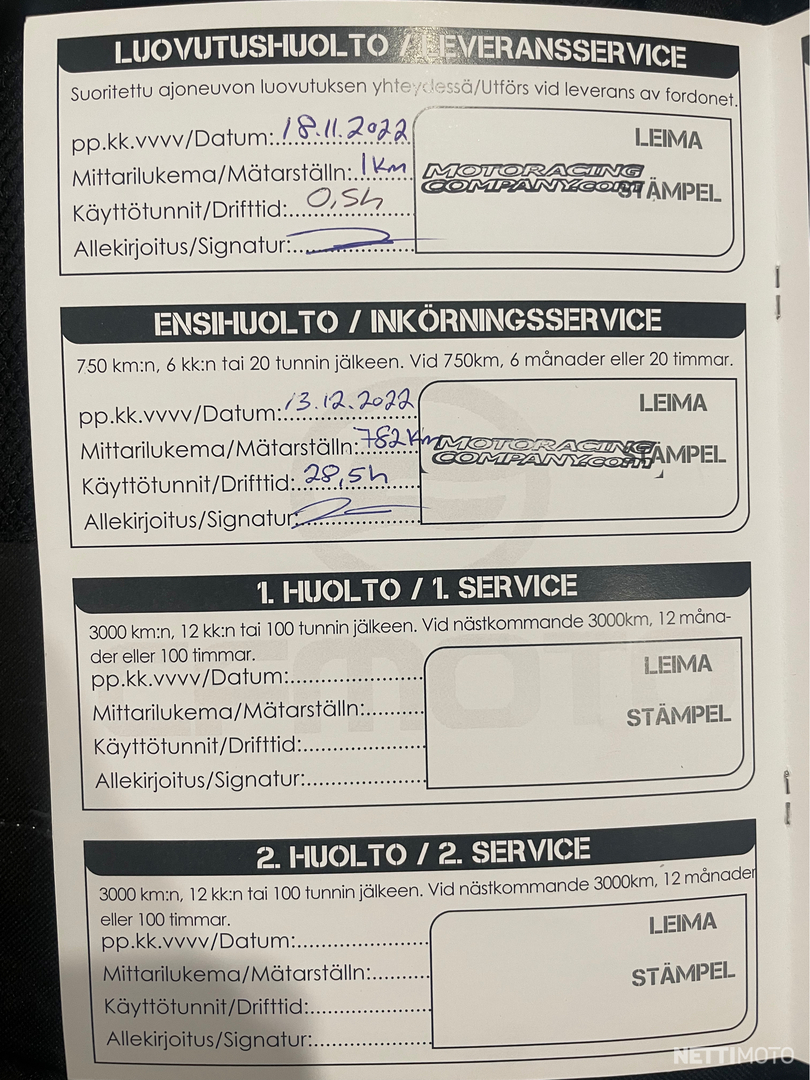 LUOVUTUSHUOLTO / LEVERANSSERVICE
Suoritettu ajoneuvon luovutuksen yhteydessä/Utförs vid leverans av fordonet.
pp.kk.vvvv/Datum:18.11.2022
Mittarilukema/Mätarställn:1km
Käyttötunnit/Drifttid:0,5h
Allekirjoitus/Signatur:
LEIMA
STÄMPEL
MOTORACING
COMPANY.com
ENSIHUOLTO / INKÖRNINGSSERVICE
750 km:n, 6 kk:n tai 20 tunnin jälkeen. Vid 750km, 6 månader eller 20 timmar.
pp.kk.vvvv/Datum:13.12.2022
Mittarilukema/Mätarställn:782km
Käyttötunnit/Drifttid:28,5h
Allekirjoitus/Signatur:
LEIMA
STÄMPEL
MOTORACING
COMPANY.com
1. HUOLTO / 1. SERVICE
3000 km:n, 12 kk:n tai 100 tunnin jälkeen. Vid nästkommande 3000km, 12 måna-
der eller 100 timmar.
pp.kk.vvvv/Datum:
Mittarilukema/Mätarställn:
Käyttötunnit/Drifttid:
Allekirjoitus/Signatur:
LEIMA
STÄMPEL
2. HUOLTO / 2. SERVICE
3000 km:n, 12 kk:n tai 100 tunnin jälkeen. Vid nästkommande 3000km, 12 månader
eller 100 timmar.
pp.kk.vvvv/Datum:
Mittarilukema/Mätarställn:
Käyttötunnit/Drifttid:
Allekirjoitus/Signatur:
LEIMA
STÄMPEL
NETTIMOTO